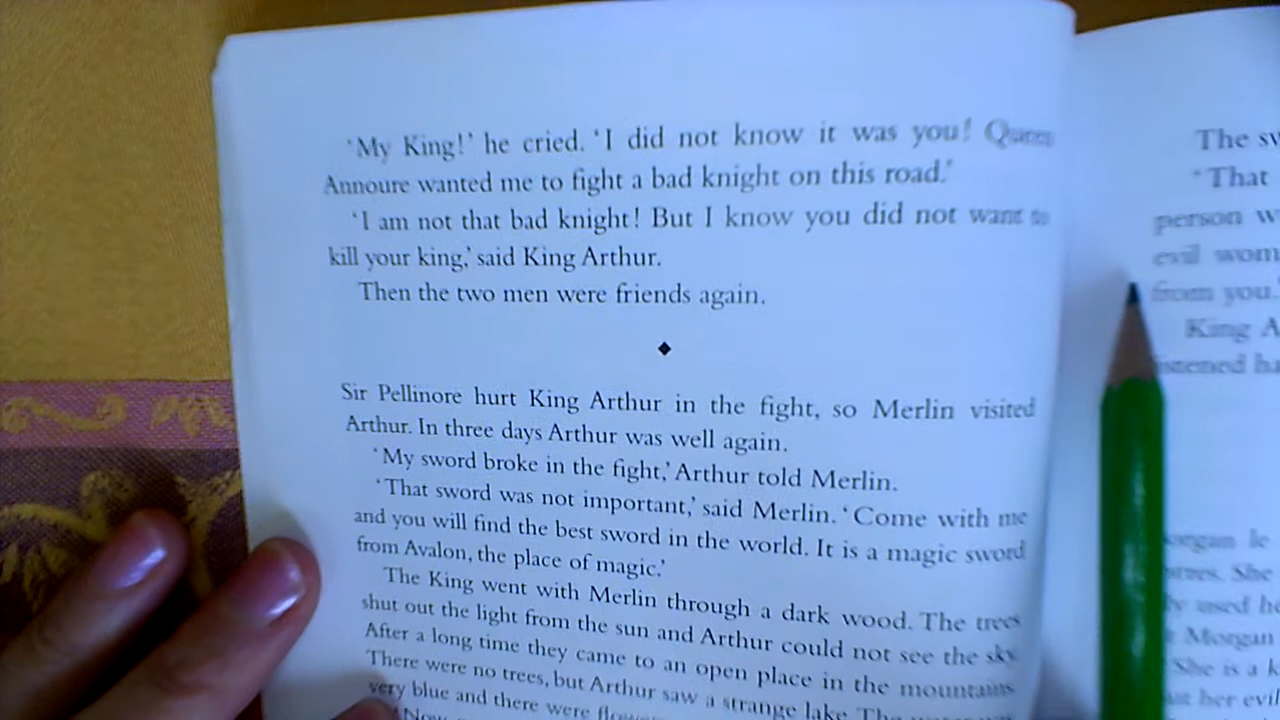 'My King!' he cried. 'I did not know it was you! Queen
Annoure wanted me to fight a bad knight on this road.'
'I am not that bad knight! But I know you did not want to
kill your king,' said King Arthur.
Then the two men were friends again.
Sir Pellinore hurt King Arthur in the fight, so Merlin visited
Arthur. In three days Arthur was well again.
'My sword broke in the fight,' Arthur told Merlin.
'That sword was not important,' said Merlin. 'Come with me
and you will find the best sword in the world. It is a magic sword
from Avalon, the place of magic.'
The King went with Merlin through a dark wood. The trees
shut out the light from the sun and Arthur could not see the sky.
After a long time they came to an open place in the mountains
There were no trees, but Arthur saw a strange lake. The water
very blue and there were
'Now
The
'That
person
evil
from you.
King
le
She
used
Morgan
She is a
her evil